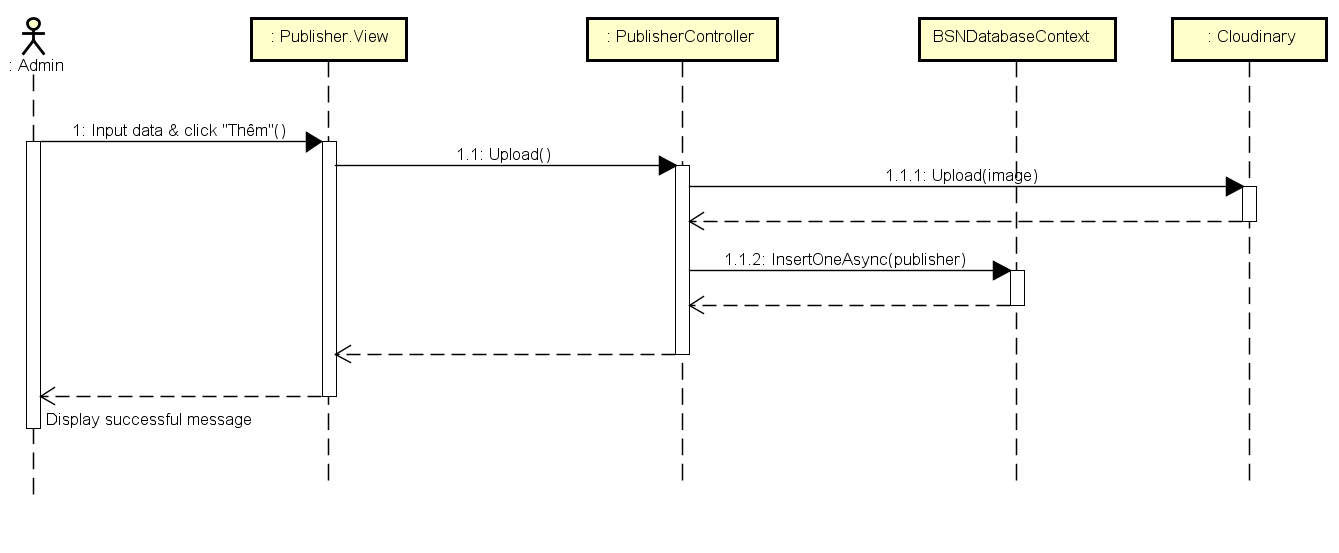 : Admin
: Publisher.View
: PublisherController
BSNDatabaseContext
: Cloudinary
1: Input data & click "Thêm"()
1.1: Upload()
1.1.1: Upload(image)
1.1.2: InsertOneAsync(publisher)
Display successful message